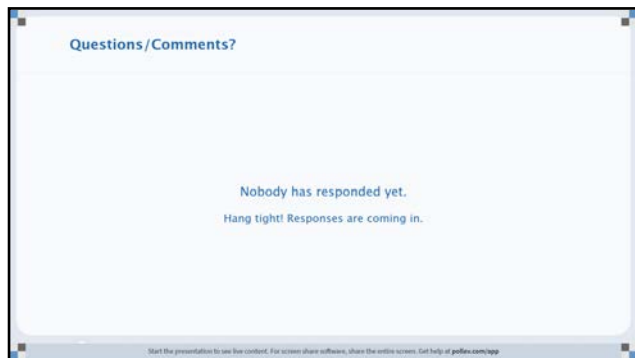 Questions/Comments?
Nobody has responded yet.
Hang tight! Responses are coming in.
Start the presentation to see live content. For screen share software, share the entire screen. Get help at pollev.com/app